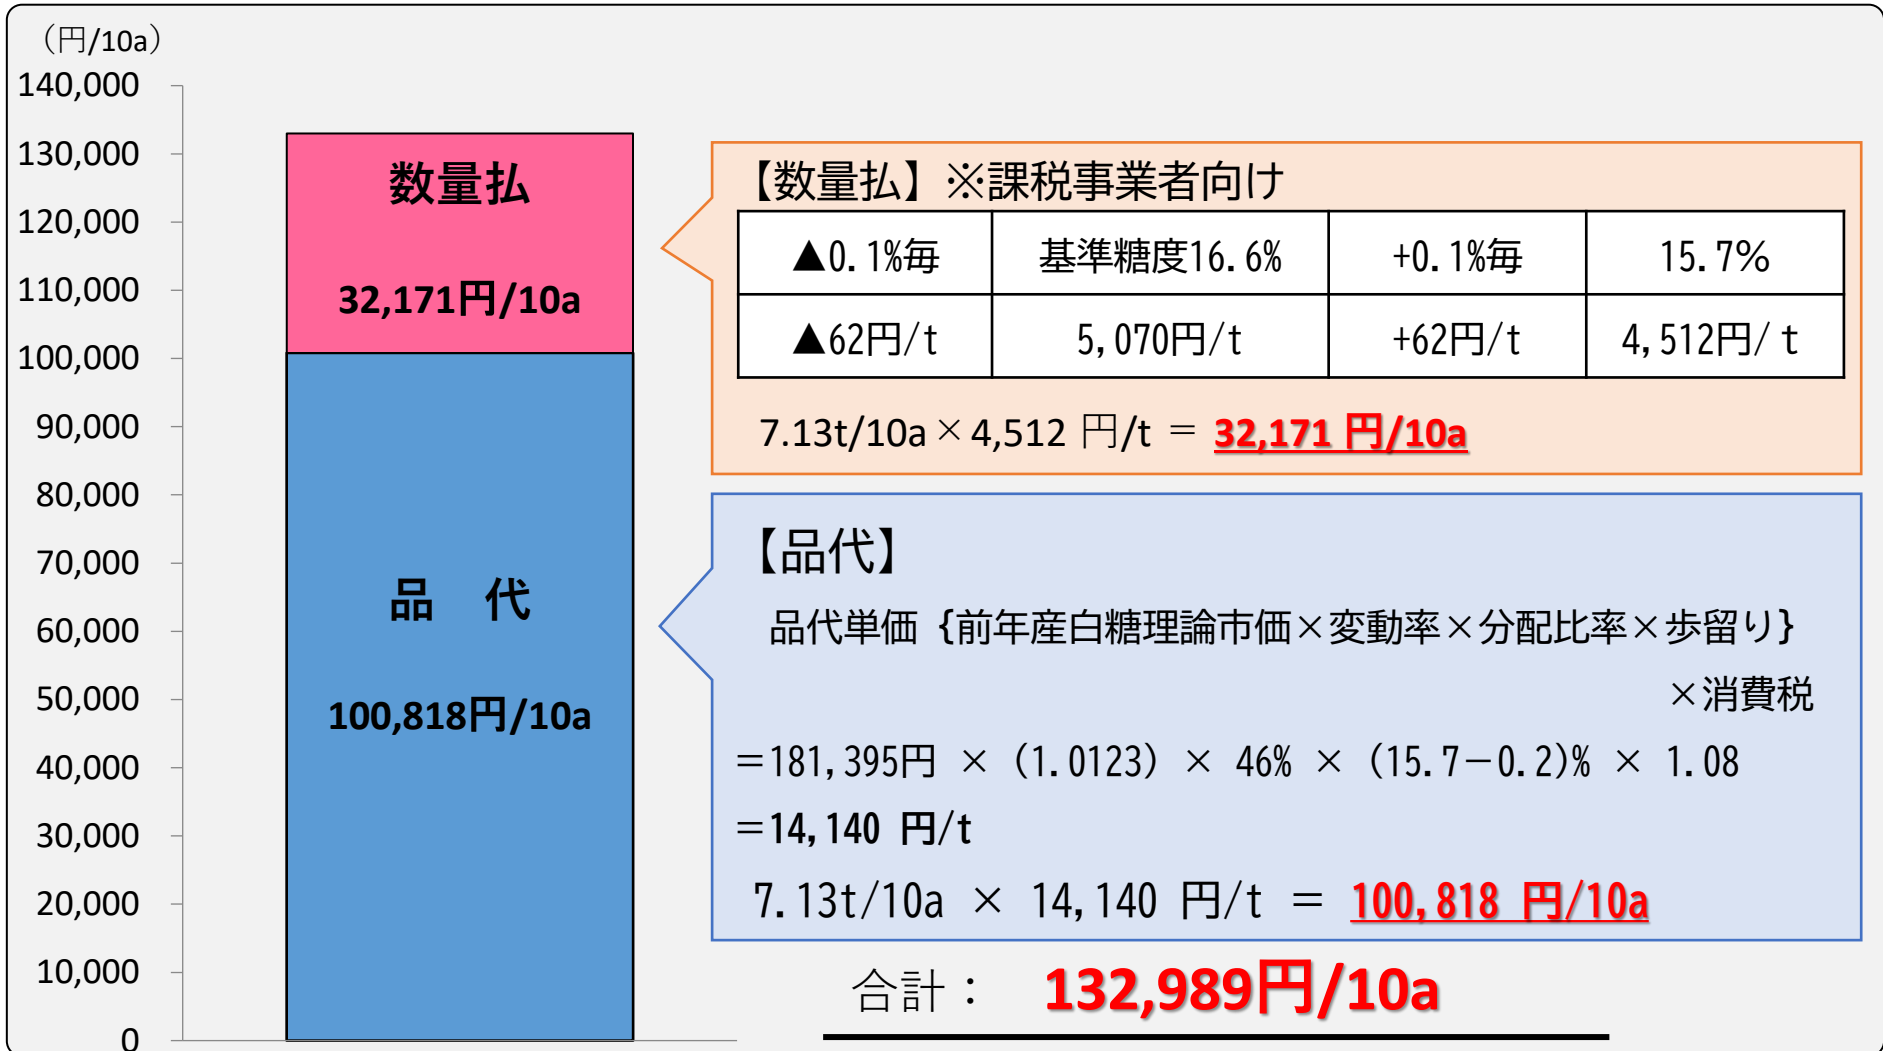 （円/10a）
140,000
130,000
120,000
110,000
100,000
90,000
80,000
70,000
60,000
50,000
40,000
30,000
20,000
10,000
0
数量払
32,171円/10a
品　代
100,818円/10a
【数量払】※課税事業者向け
▲0.1%毎 基準糖度16.6% +0.1%毎 15.7%
▲62円/t 5,070円/t +62円/t 4,512円/t
7.13t/10a×4,512 円/t ＝ 32,171 円/10a
【品代】
品代単価｛前年産白糖理論市価×変動率×分配比率×歩留り｝
×消費税
＝181,395円 × (1.0123) × 46% × (15.7−0.2)% × 1.08
＝14,140 円/t
7.13t/10a × 14,140 円/t ＝ 100,818 円/10a
合計： 132,989円/10a